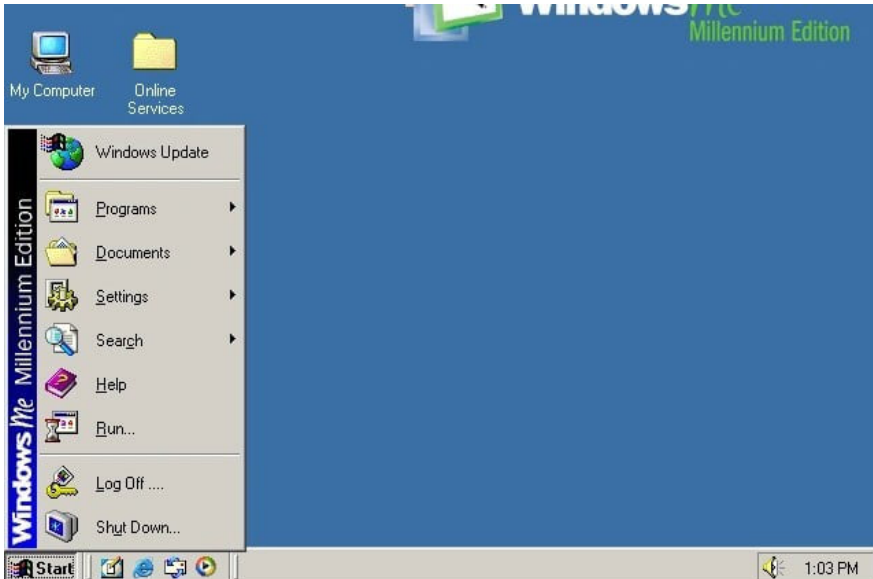 Windows Me
Millennium Edition
My Computer
Online
Services
Windows Update
Programs
Documents
Settings
Search
Help
Run...
Log Off ....
Shut Down...
Windows Me Millennium Edition
Start
1:03 PM